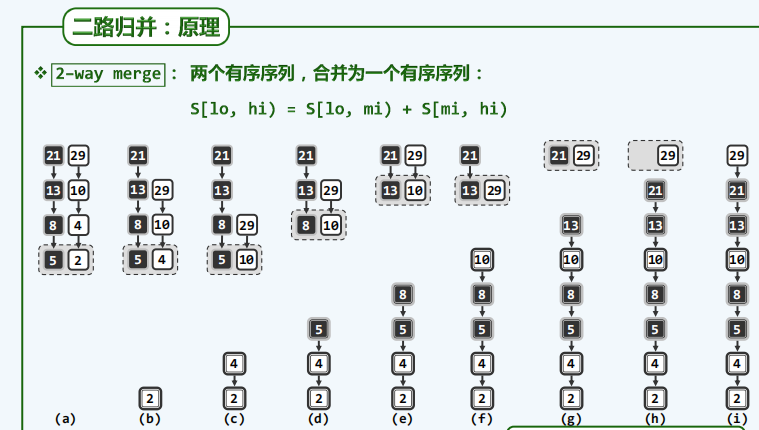 二路归并：原理
❖ 2-way merge： 两个有序序列，合并为一个有序序列：
S[lo, hi) = S[lo, mi) + S[mi, hi)
21 29 21 21 21 21 29 21 21 29 29 29
13 10 13 29 13 13 29 13 10 13 29 21 21
8 4 8 10 8 29 8 10 13 13 13
5 2 5 4 5 10 10 10 10 10
8 8 8 8 8
5 5 5 5 5 5
4 4 4 4 4 4 4
2 2 2 2 2 2 2 2
(a) (b) (c) (d) (e) (f) (g) (h) (i)